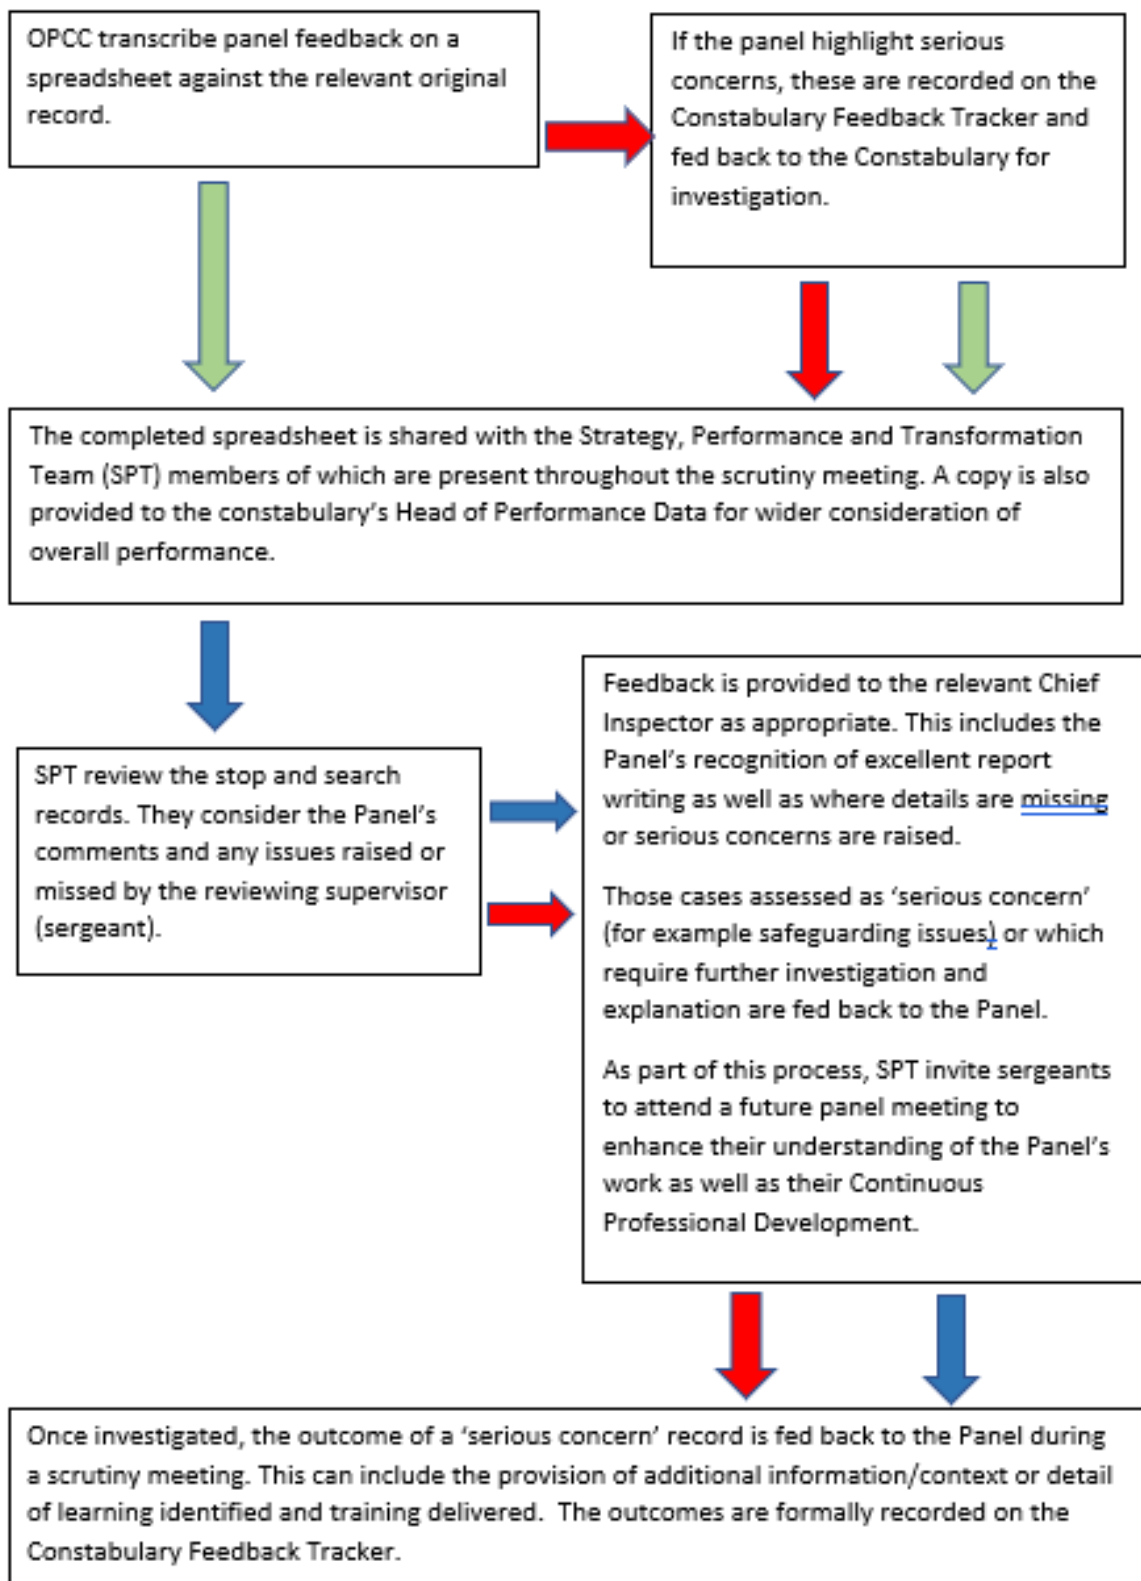 OPCC transcribe panel feedback on a
spreadsheet against the relevant original
record.
If the panel highlight serious
concerns, these are recorded on the
Constabulary Feedback Tracker and
fed back to the Constabulary for
investigation.
The completed spreadsheet is shared with the Strategy, Performance and Transformation
Team (SPT) members of which are present throughout the scrutiny meeting. A copy is also
provided to the constabulary's Head of Performance Data for wider consideration of
overall performance.
SPT review the stop and search
records. They consider the Panel's
comments and any issues raised or
missed by the reviewing supervisor
(sergeant).
Feedback is provided to the relevant Chief
Inspector as appropriate. This includes the
Panel's recognition of excellent report
writing as well as where details are missing
or serious concerns are raised.
Those cases assessed as 'serious concern'
(for example safeguarding issues) or which
require further investigation and
explanation are fed back to the Panel.
As part of this process, SPT invite sergeants
to attend a future panel meeting to
enhance their understanding of the Panel's
work as well as their Continuous
Professional Development.
Once investigated, the outcome of a 'serious concern' record is fed back to the Panel during
a scrutiny meeting. This can include the provision of additional information/context or detail
of learning identified and training delivered.  The outcomes are formally recorded on the
Constabulary Feedback Tracker.